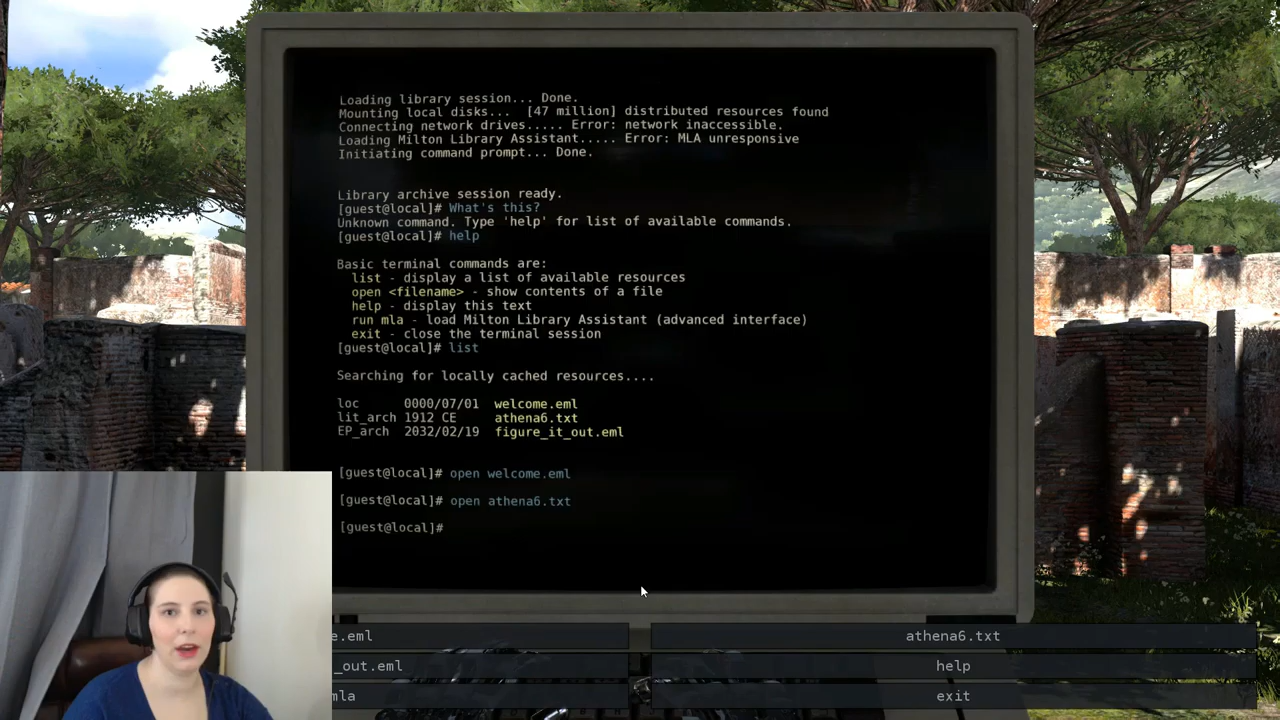 Loading library session... Done.
Mounting local disks... [47 million] distributed resources found
Connecting network drives..... Error: network inaccessible.
Loading Milton Library Assistant..... Error: MLA unresponsive
Initiating command prompt... Done.
Library archive session ready.
[guest@local]# What's this?
Unknown command. Type 'help' for list of available commands.
[guest@local]# help
Basic terminal commands are:
list - display a list of available resources
open <filename> - show contents of a file
help - display this text
run mla - load Milton Library Assistant (advanced interface)
exit - close the terminal session
[guest@local]# list
Searching for locally cached resources....
loc 0000/07/01 welcome.eml
lit_arch 1912 CE athena6.txt
EP_arch 2032/02/19 figure_it_out.eml
[guest@local]# open welcome.eml
[guest@local]# open athena6.txt
[guest@local]#
e.eml athena6.txt
_out.eml help
mla exit